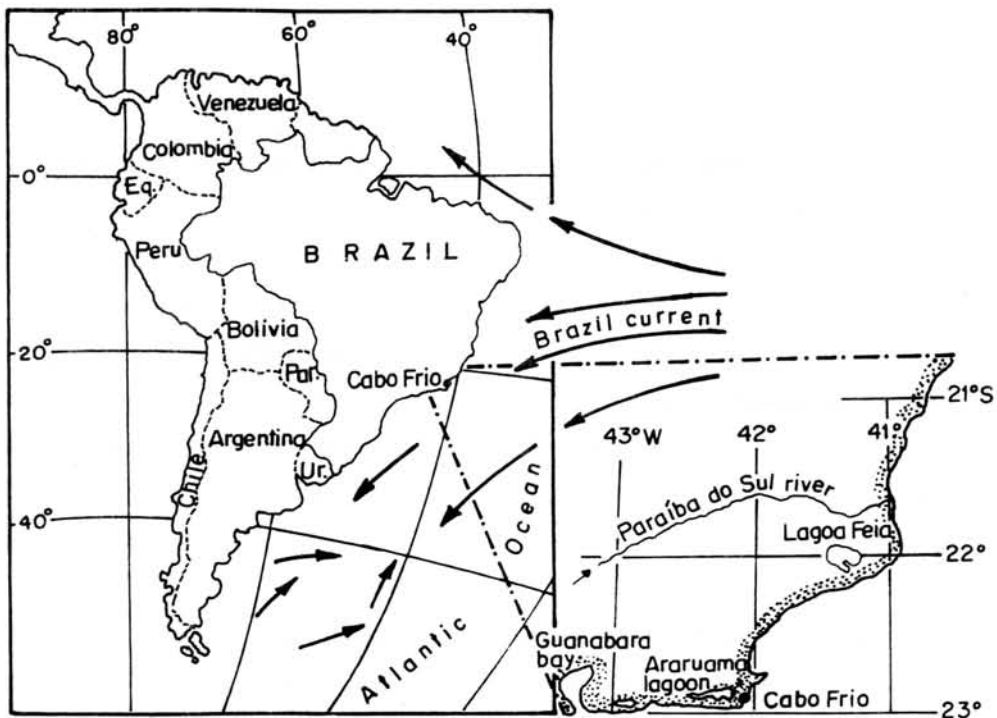 80°
60°
40°
Venezuela
Colombia
0°
Eq.
Peru
BRAZIL
Bolívia
Brazil current
20°
Par.
Cabo Frio
21°S
43°W
42°
41°
Argentina
Chile
Ur.
Ocean
Paraíba do Sul river
Lagoa Feia
40°
22°
Atlantic
Guanabara
bay
Araruama
lagoon
Cabo Frio
23°